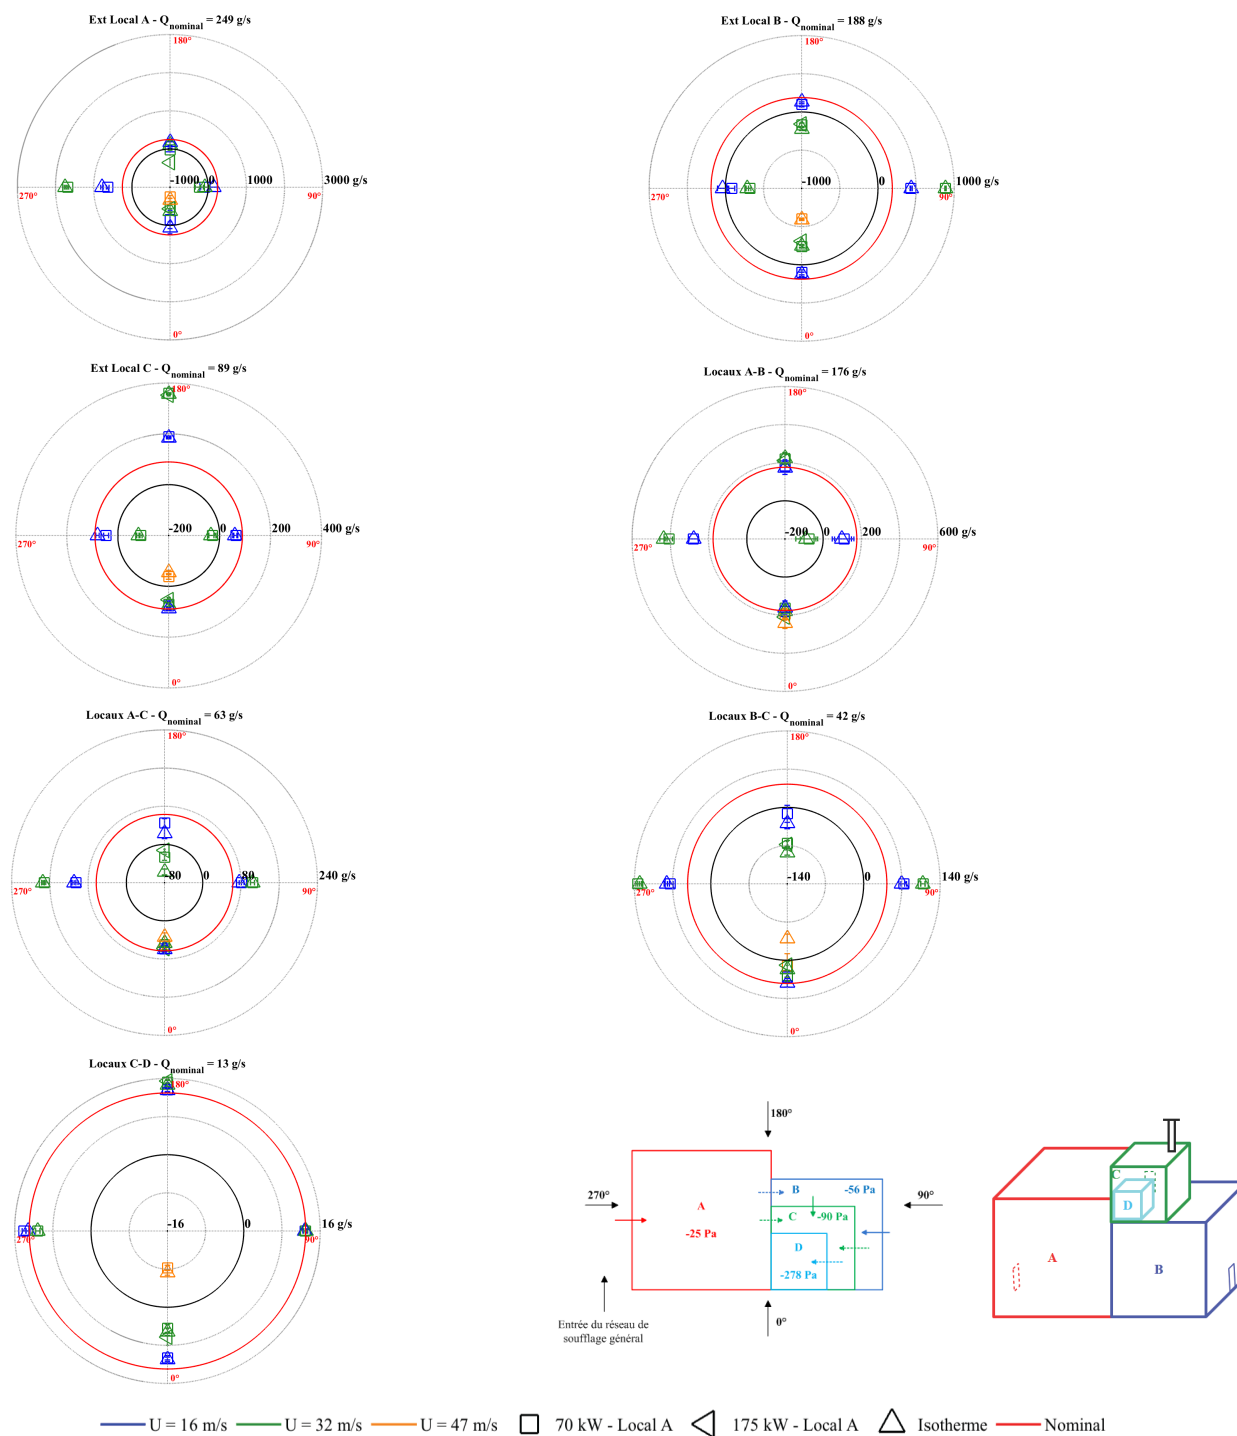 Ext Local A - Qnominal = 249 g/s
180°
-1000
0
1000
3000 g/s
270°
90°
0°
Ext Local B - Qnominal = 188 g/s
180°
-1000
0
1000 g/s
270°
90°
0°
Ext Local C - Qnominal = 89 g/s
180°
-200
0
200
400 g/s
270°
90°
0°
Locaux A-B - Qnominal = 176 g/s
180°
-200
0
200
600 g/s
270°
90°
0°
Locaux A-C - Qnominal = 63 g/s
180°
-80
0
80
240 g/s
270°
90°
0°
Locaux B-C - Qnominal = 42 g/s
180°
-140
0
140 g/s
270°
90°
0°
Locaux C-D - Qnominal = 13 g/s
180°
-16
0
16 g/s
270°
90°
0°
180°
270°
90°
A
-25 Pa
B
-56 Pa
C
-90 Pa
D
-278 Pa
0°
Entrée du réseau de
soufflage général
C
D
A
B
U = 16 m/s
U = 32 m/s
U = 47 m/s
70 kW - Local A
175 kW - Local A
Isotherme
Nominal